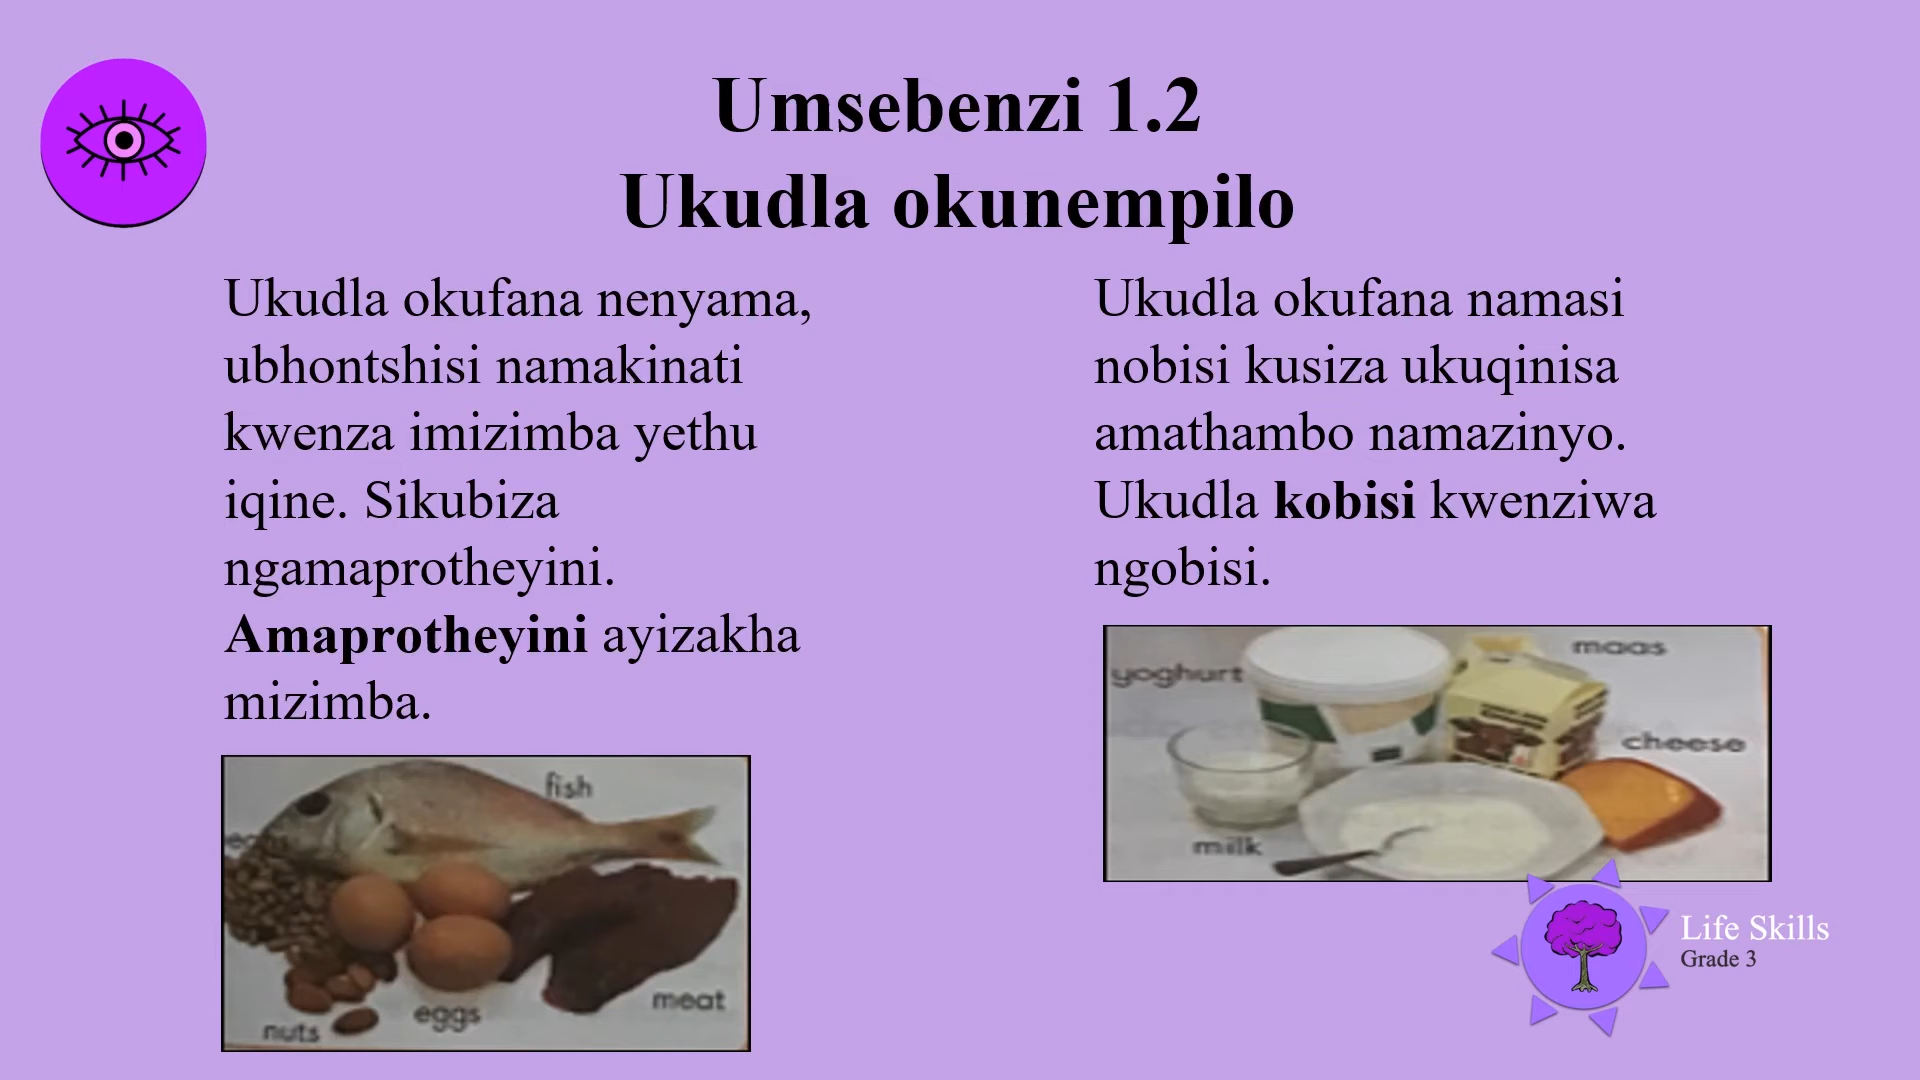 Umsebenzi 1.2
Ukudla okunempilo
Ukudla okufana nenyama,
ubhontshisi namakinati
kwenza imizimba yethu
iqine. Sikubiza
ngamaprotheyini.
Amaprotheyini ayizakha
mizimba.
fish
eggs
meat
nuts
Ukudla okufana namasi
nobisi kusiza ukuqinisa
amathambo namazinyo.
Ukudla kobisi kwenziwa
ngobisi.
yoghurt
maas
cheese
milk
Life Skills
Grade 3